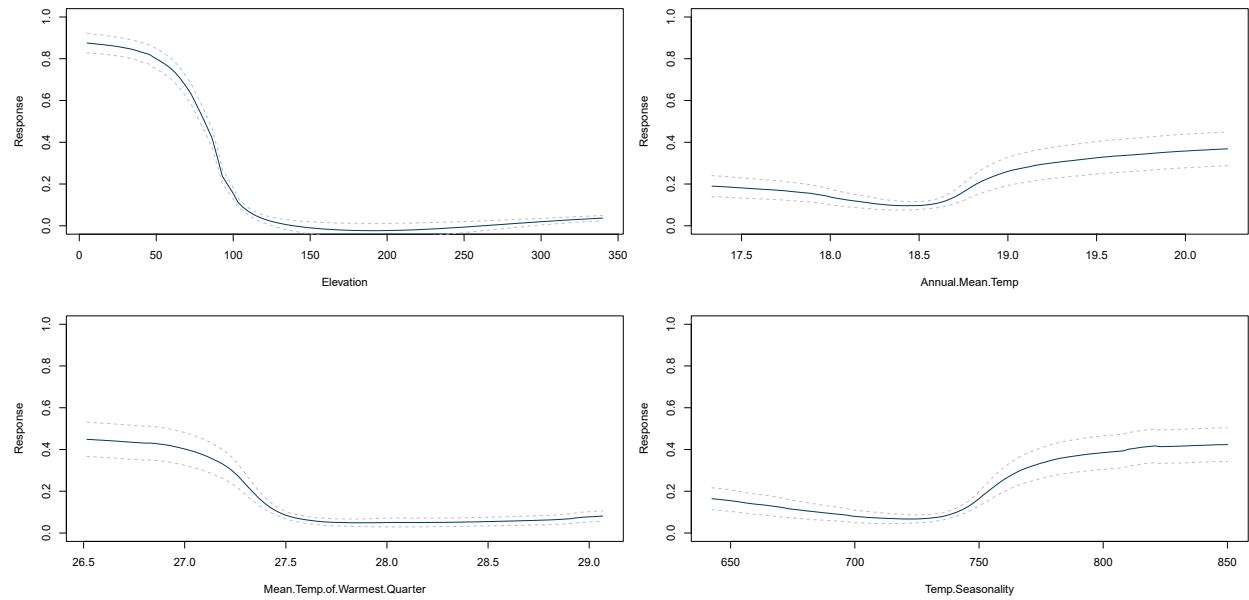 Response
0.0 0.2 0.4 0.6 0.8 1.0
0 50 100 150 200 250 300 350
Elevation
Response
0.0 0.2 0.4 0.6 0.8 1.0
17.5 18.0 18.5 19.0 19.5 20.0
Annual.Mean.Temp
Response
0.0 0.2 0.4 0.6 0.8 1.0
26.5 27.0 27.5 28.0 28.5 29.0
Mean.Temp.of.Warmest.Quarter
Response
0.0 0.2 0.4 0.6 0.8 1.0
650 700 750 800 850
Temp.Seasonality